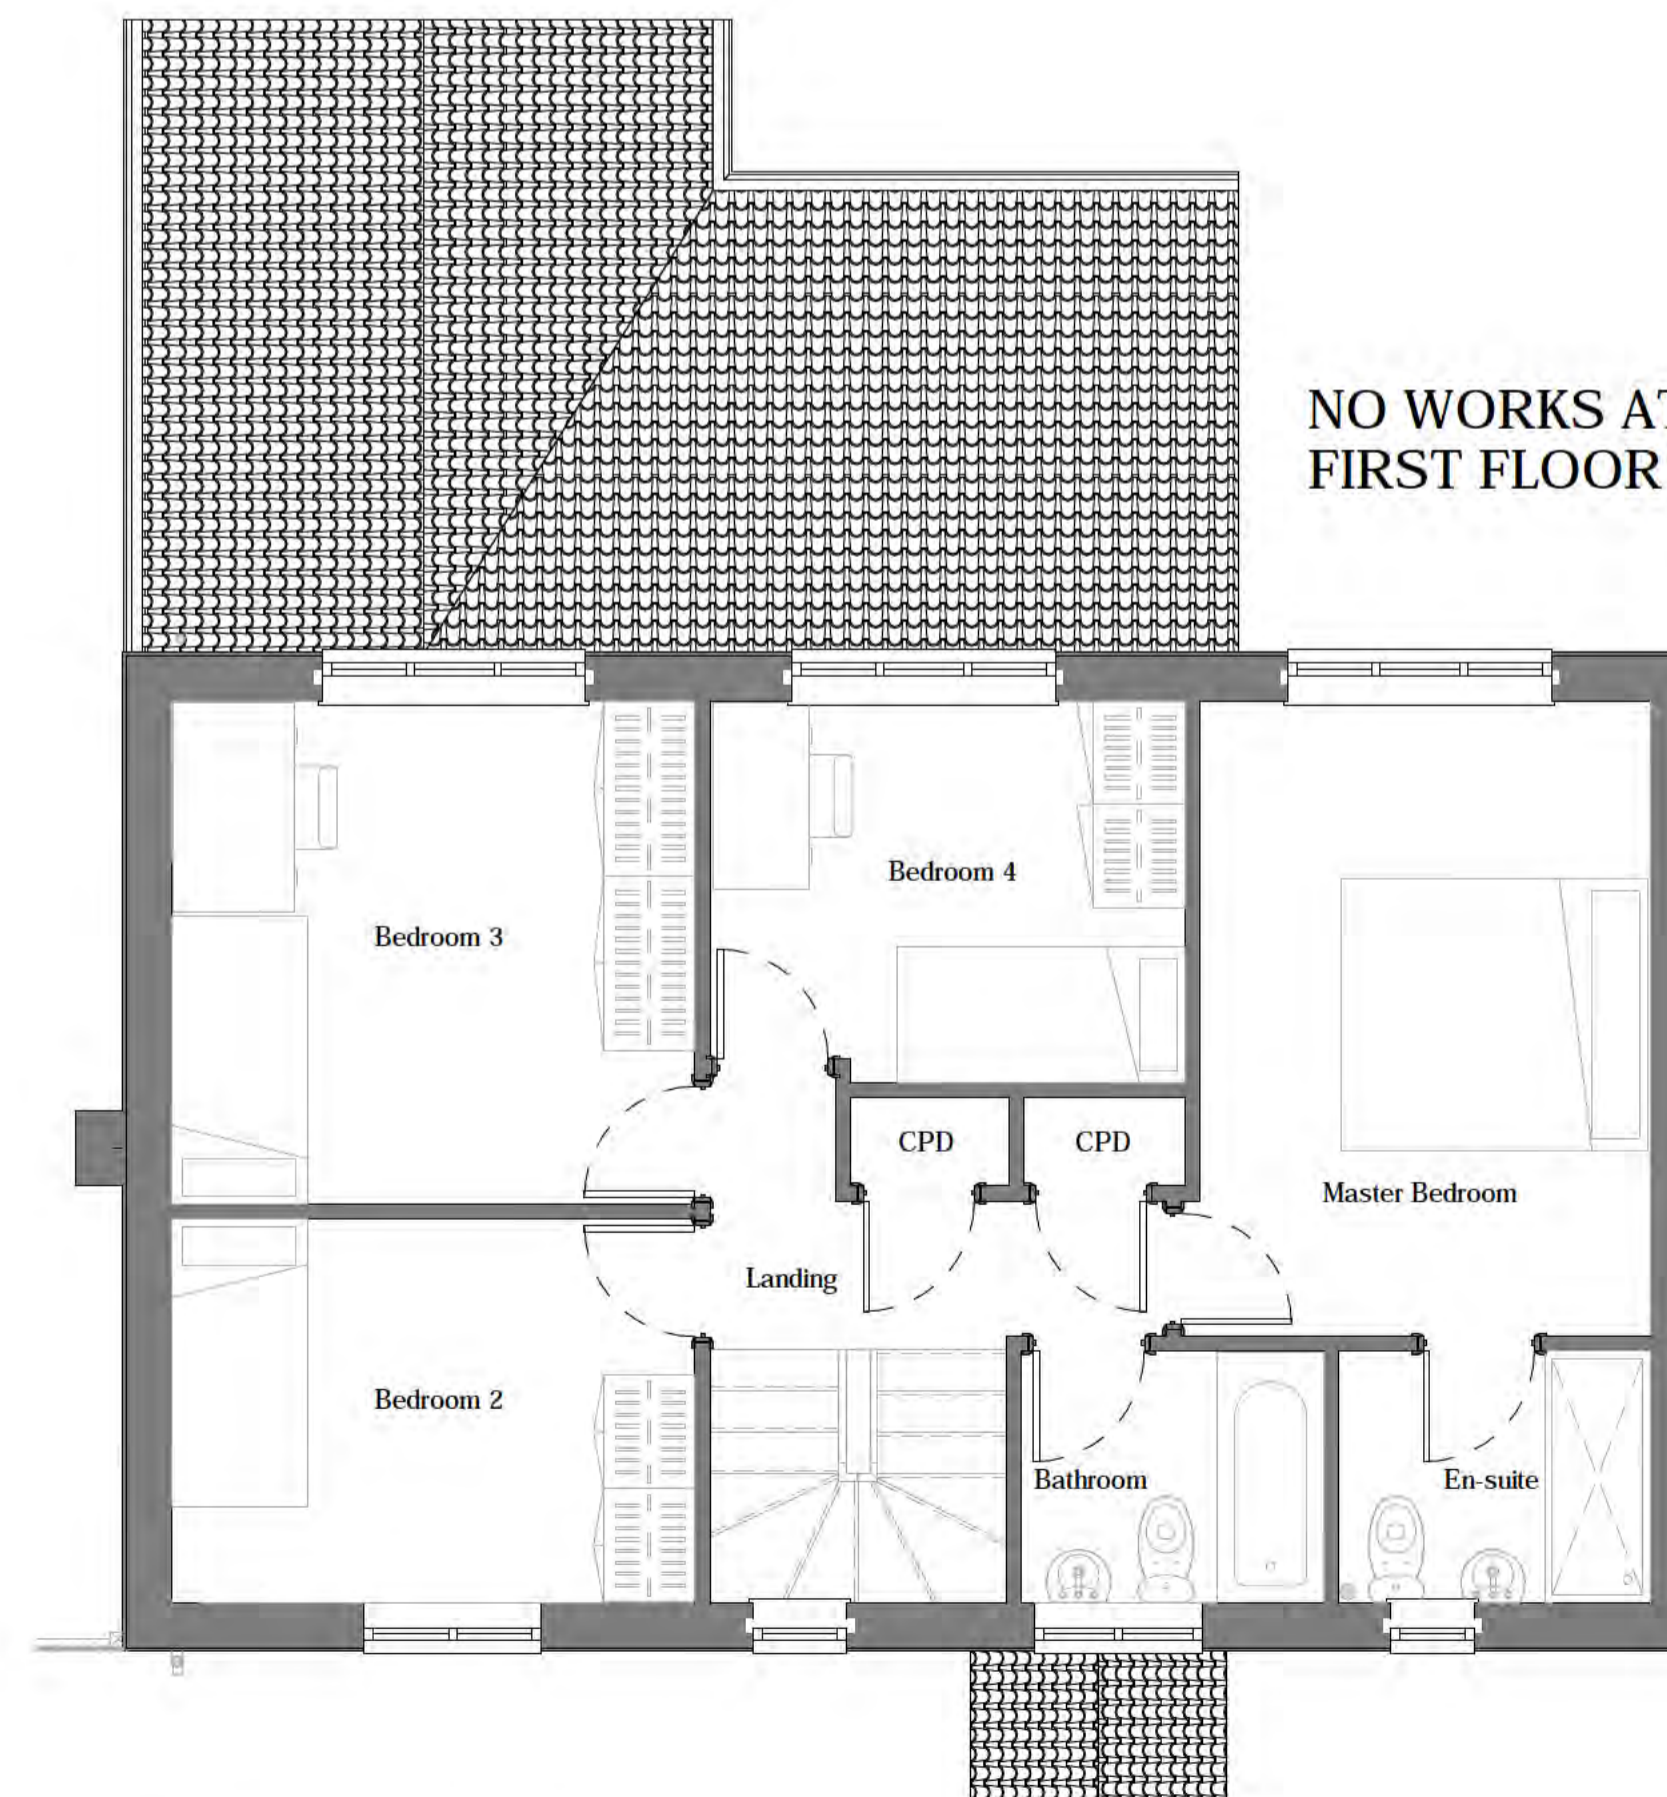 NO WORKS AT
FIRST FLOOR
Bedroom 4
Bedroom 3
CPD
CPD
Master Bedroom
Landing
Bedroom 2
Bathroom
En-suite